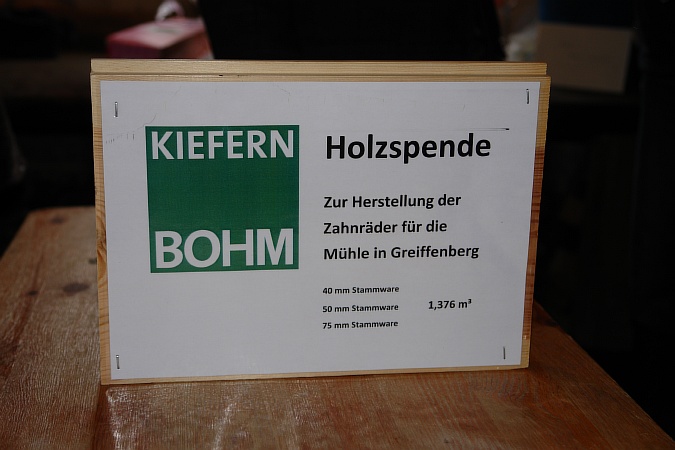 KIEFERN
BOHM
Holzspende
Zur Herstellung der
Zahnräder für die
Mühle in Greiffenberg
40 mm Stammware
50 mm Stammware 1,376 m³
75 mm Stammware